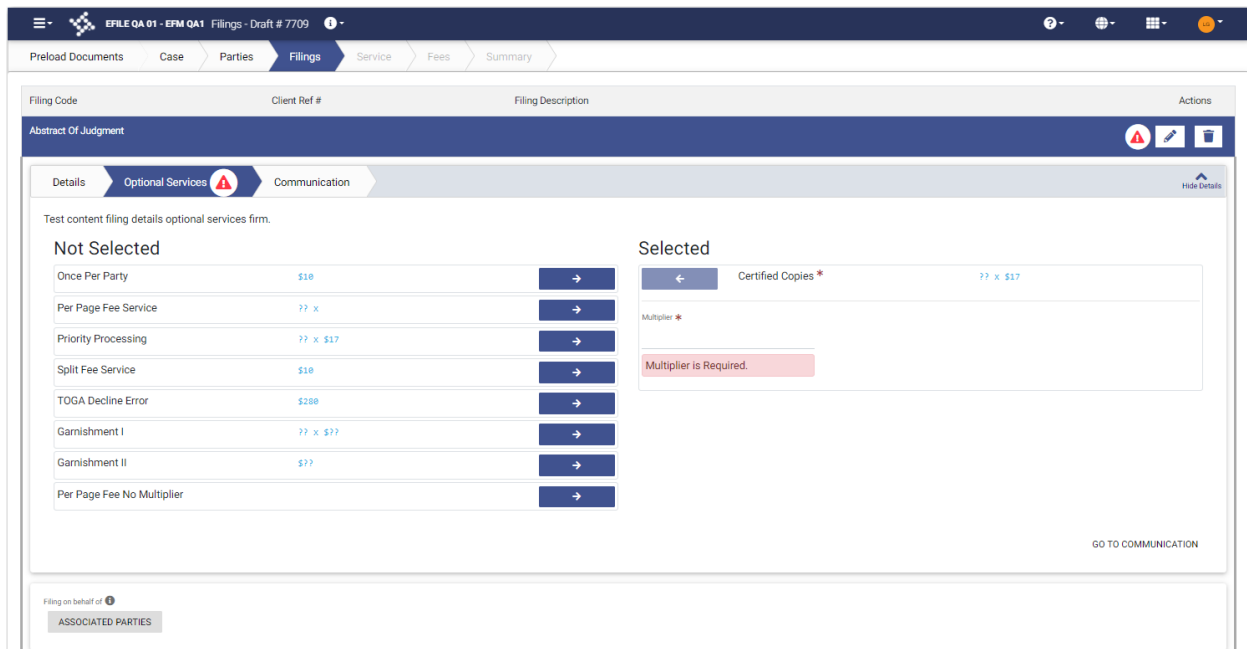 EFILE QA 01 - EFM QA1 Filings - Draft # 7709
Preload Documents Case Parties Filings Service Fees Summary
Filing Code Client Ref # Filing Description Actions
Abstract Of Judgment
Details Optional Services Communication
Hide Details
Test content filing details optional services firm.
Not Selected
Once Per Party $10
Per Page Fee Service ?? x
Priority Processing ?? x $17
Split Fee Service $10
TOGA Decline Error $280
Garnishment I ?? x $??
Garnishment II $??
Per Page Fee No Multiplier
Selected
Certified Copies * ?? x $17
Multiplier *
Multiplier is Required.
GO TO COMMUNICATION
Filing on behalf of
ASSOCIATED PARTIES